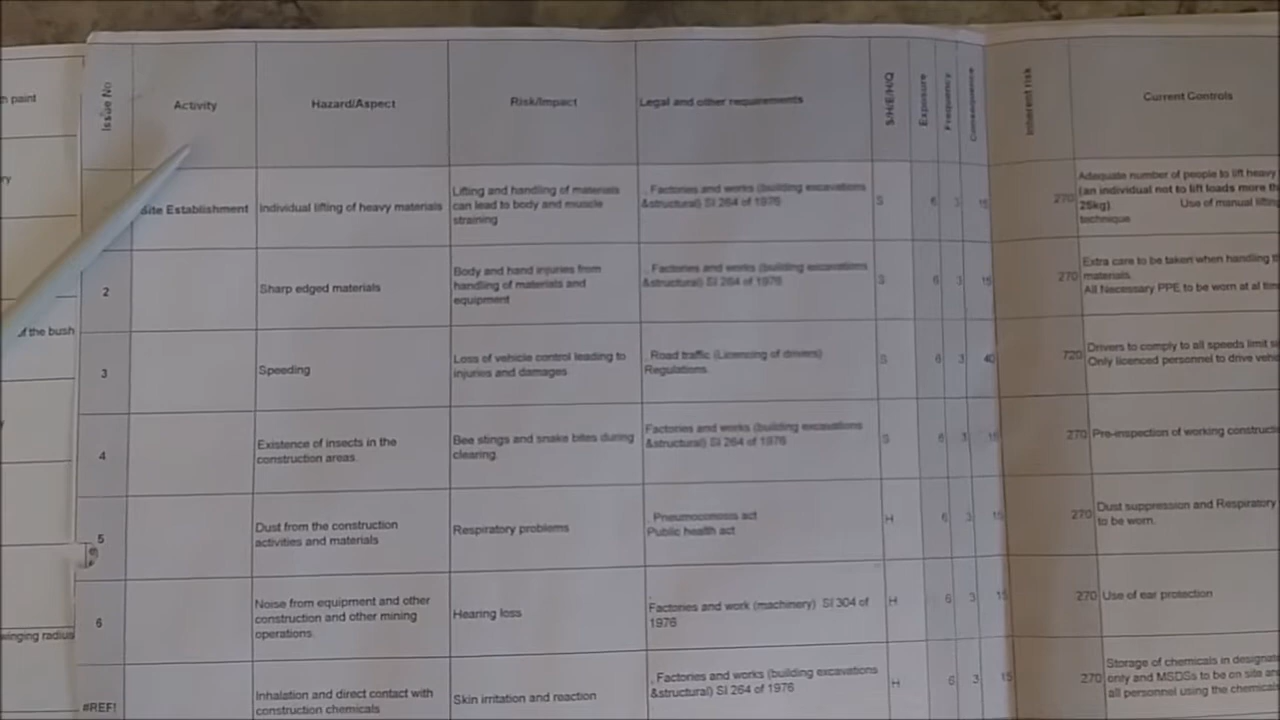 h paint
ry
of the bush
winging radius
Issue No
Activity
Hazard/Aspect
Risk/Impact
Legal and other requirements
S/H/E/H/Q
Exposure
Frequency
Consequence
Inherent risk
Current Controls
Site Establishment
Individual lifting of heavy materials
Lifting and handling of materials
can lead to body and muscle
straining
. Factories and works (building excavations
&structural) SI 264 of 1976
S
6
3
15
270
Adequate number of people to lift heavy
(an individual not to lift loads more th
25kg). Use of manual lifting
technique
2
Sharp edged materials
Body and hand injuries from
handling of materials and
equipment
. Factories and works (building excavations
&structural) SI 264 of 1976
S
6
3
15
270
Extra care to be taken when handling th
materials.
All Necessary PPE to be worn at al tim
3
Speeding
Loss of vehicle control leading to
injuries and damages
. Road traffic (Licensing of drivers)
Regulations.
S
6
3
40
720
Drivers to comply to all speeds limit s
Only licenced personnel to drive vehi
4
Existence of insects in the
construction areas.
Bee stings and snake bites during
clearing.
Factories and works (building excavations
&structural) SI 264 of 1976
S
6
3
15
270
Pre-inspection of working constructi
5
Dust from the construction
activities and materials
Respiratory problems
. Pneumoconosis act
Public health act
H
6
3
15
270
Dust suppression and Respiratory
to be worn.
6
Noise from equipment and other
construction and other mining
operations.
Hearing loss
.
Factories and work (machinery) SI 304 of
1976
H
6
3
15
270
Use of ear protection
#REF!
Inhalation and direct contact with
construction chemicals
Skin irritation and reaction
. Factories and works (building excavations
&structural) SI 264 of 1976
H
6
3
15
270
Storage of chemicals in designat
only and MSDSs to be on site an
all personnel using the chemical